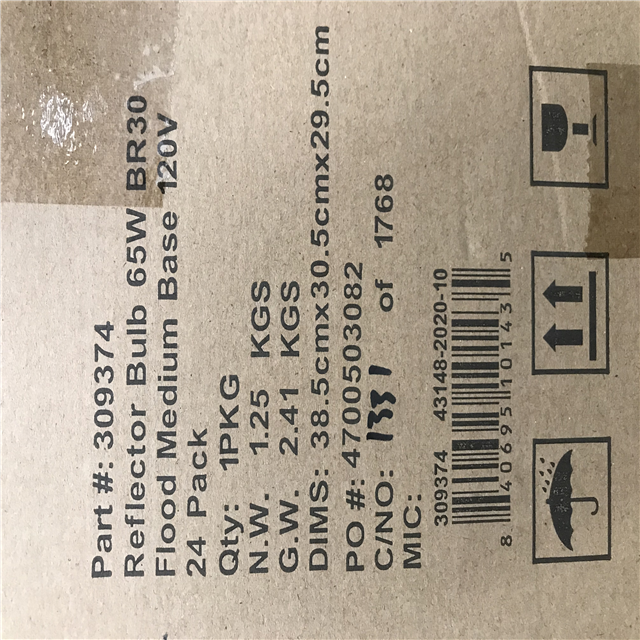 Part #: 309374
Reflector Bulb 65W BR30
Flood Medium Base 120V
24 Pack
Qty: 1PKG
N.W. 1.25 KGS
G.W. 2.41 KGS
DIMS: 38.5cmx30.5cmx29.5cm
PO #: 4700503082
C/NO: 1331 of 1768
MIC:
309374 43148-2020-10
8 40695 10143 5